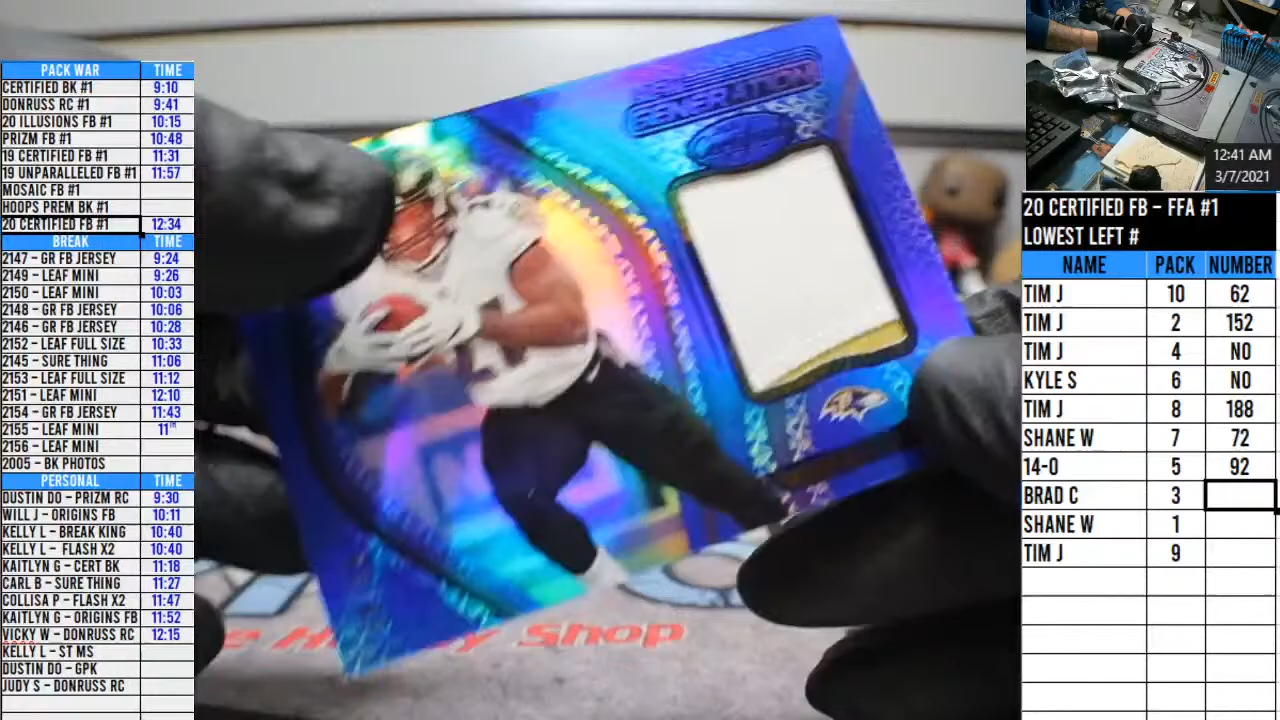 PACK WAR TIME
CERTIFIED BK #1 9:10
DONRUSS RC #1 9:41
20 ILLUSIONS FB #1 10:15
PRIZM FB #1 10:48
19 CERTIFIED FB #1 11:31
19 UNPARALLELED FB #1 11:57
MOSAIC FB #1
HOOPS PREM BK #1
20 CERTIFIED FB #1 12:34
BREAK TIME
2147 – GR FB JERSEY 9:24
2149 – LEAF MINI 9:26
2150 – LEAF MINI 10:03
2148 – GR FB JERSEY 10:06
2146 – GR FB JERSEY 10:28
2152 – LEAF FULL SIZE 10:33
2145 – SURE THING 11:06
2153 – LEAF FULL SIZE 11:12
2151 – LEAF MINI 12:10
2154 – GR FB JERSEY 11:43
2155 – LEAF MINI 11TH
2156 – LEAF MINI
2005 – BK PHOTOS
PERSONAL TIME
DUSTIN DO – PRIZM RC 9:30
WILL J – ORIGINS FB 10:11
KELLY L – BREAK KING 10:40
KELLY L – FLASH X2 10:40
KAITLYN G – CERT BK 11:18
CARL B – SURE THING 11:27
COLLISA P – FLASH X2 11:47
KAITLYN G – ORIGINS FB 11:52
VICKY W – DONRUSS RC 12:15
KELLY L – ST MS
DUSTIN DO – GPK
JUDY S – DONRUSS RC
GENERATION
Shop
12:41 AM
3/7/2021
20 CERTIFIED FB – FFA #1
LOWEST LEFT #
NAME PACK NUMBER
TIM J 10 62
TIM J 2 152
TIM J 4 NO
KYLE S 6 NO
TIM J 8 188
SHANE W 7 72
14-0 5 92
BRAD C 3
SHANE W 1
TIM J 9